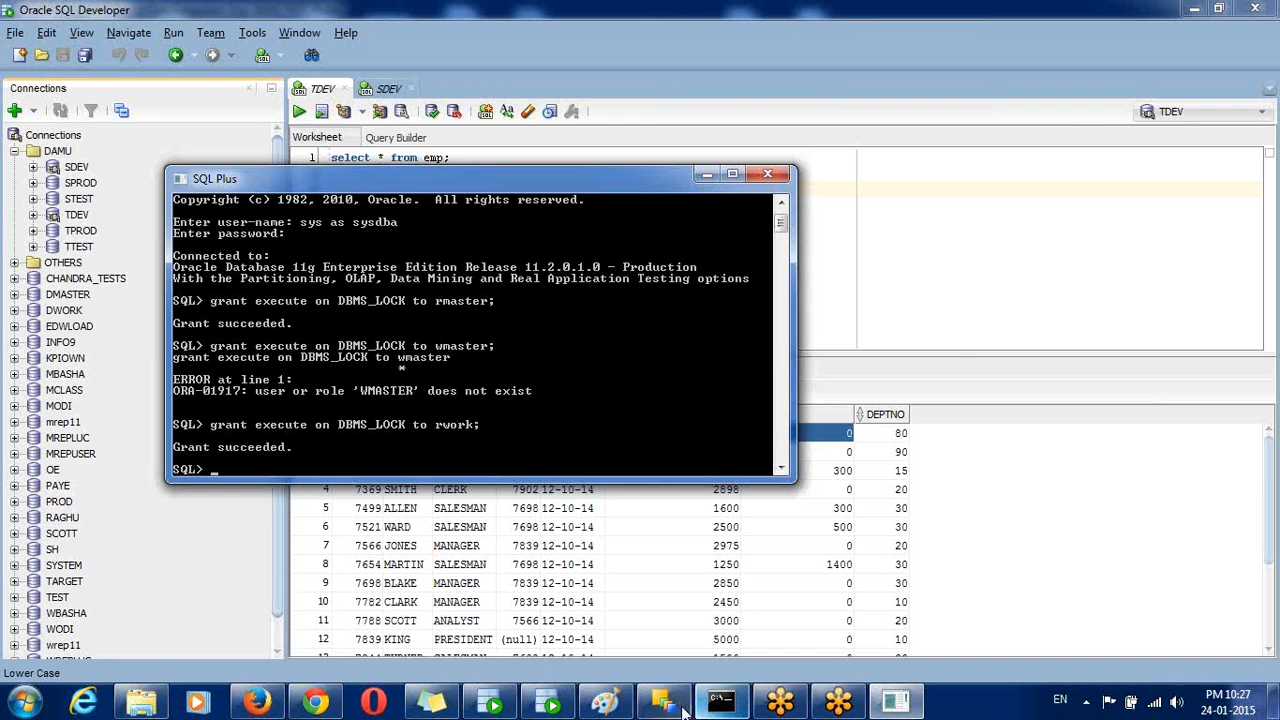 Oracle SQL Developer
File Edit View Navigate Run Team Tools Window Help
Connections
TDEV
SDEV
TDEV
Connections
DAMU
SDEV
SPROD
STEST
TDEV
TPROD
TTEST
OTHERS
CHANDRA_TESTS
DMASTER
DWORK
EDWLOAD
INFO9
KPIOWN
MBASHA
MCLASS
MODI
mrep11
MREPLUC
MREPUSER
OE
PAYE
PROD
RAGHU
SCOTT
SH
SYSTEM
TARGET
TEST
WBASHA
WODI
wrep11
Worksheet Query Builder
1 select * from emp;
SQL Plus
Copyright (c) 1982, 2010, Oracle. All rights reserved.
Enter user-name: sys as sysdba
Enter password:
Connected to:
Oracle Database 11g Enterprise Edition Release 11.2.0.1.0 - Production
With the Partitioning, OLAP, Data Mining and Real Application Testing options
SQL> grant execute on DBMS_LOCK to rmaster;
Grant succeeded.
SQL> grant execute on DBMS_LOCK to wmaster;
grant execute on DBMS_LOCK to wmaster
*
ERROR at line 1:
ORA-01917: user or role 'WMASTER' does not exist
SQL> grant execute on DBMS_LOCK to rwork;
Grant succeeded.
SQL> _
DEPTNO
0 80
0 90
300 15
4 7369 SMITH CLERK 7902 12-10-14 2898 0 20
5 7499 ALLEN SALESMAN 7698 12-10-14 1600 300 30
6 7521 WARD SALESMAN 7698 12-10-14 2500 500 30
7 7566 JONES MANAGER 7839 12-10-14 2975 0 20
8 7654 MARTIN SALESMAN 7698 12-10-14 1250 1400 30
9 7698 BLAKE MANAGER 7839 12-10-14 2850 0 30
10 7782 CLARK MANAGER 7839 12-10-14 2450 0 10
11 7788 SCOTT ANALYST 7566 12-10-14 3000 0 20
12 7839 KING PRESIDENT (null) 12-10-14 5000 0 10
Lower Case
EN
PM 10:27
24-01-2015